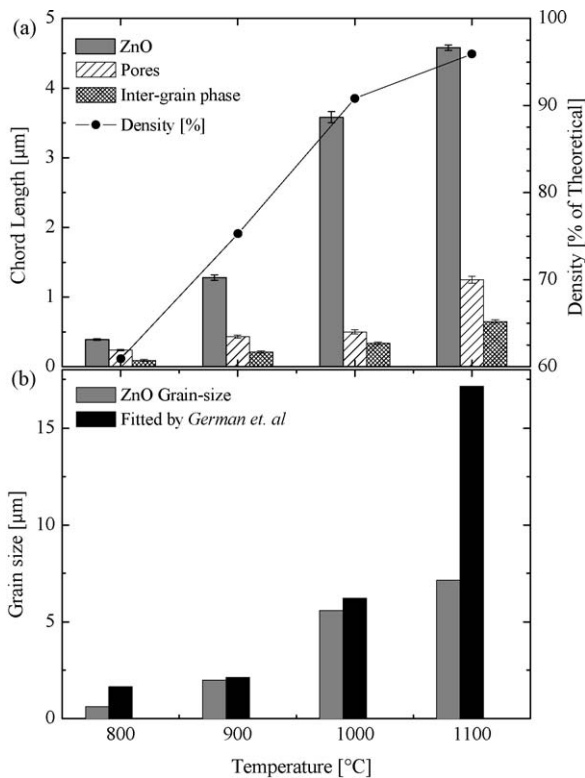 (a)
ZnO
Pores
Inter-grain phase
Density [%]
Chord Length [µm]
5
4
3
2
1
0
Density [% of Theoretical]
100
90
80
70
60
(b)
ZnO Grain-size
Fitted by German et. al
Grain size [µm]
15
10
5
0
800 900 1000 1100
Temperature [°C]